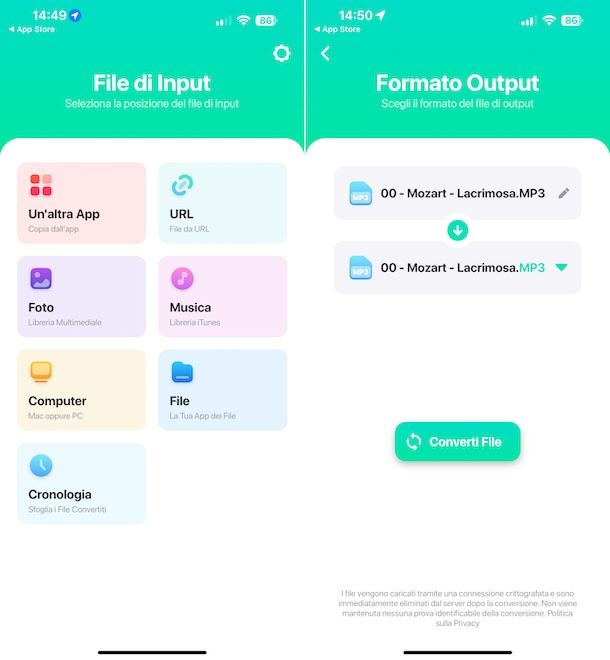 14:49
86
App Store
File di Input
Seleziona la posizione del file di input
Un'altra App
Copia dall'app
URL
File da URL
Foto
Libreria Multimediale
Musica
Libreria iTunes
Computer
Mac oppure PC
File
La Tua App dei File
Cronologia
Sfoglia i File Convertiti
14:50
86
App Store
Formato Output
Scegli il formato del file di output
MP3
00 - Mozart - Lacrimosa.MP3
MP3
00 - Mozart - Lacrimosa.MP3
Converti File
I file vengono caricati tramite una connessione crittografata e sono
immediatamente eliminati dal server dopo la conversione. Non viene
mantenuta nessuna prova identificabile della conversione. Politica
sulla Privacy